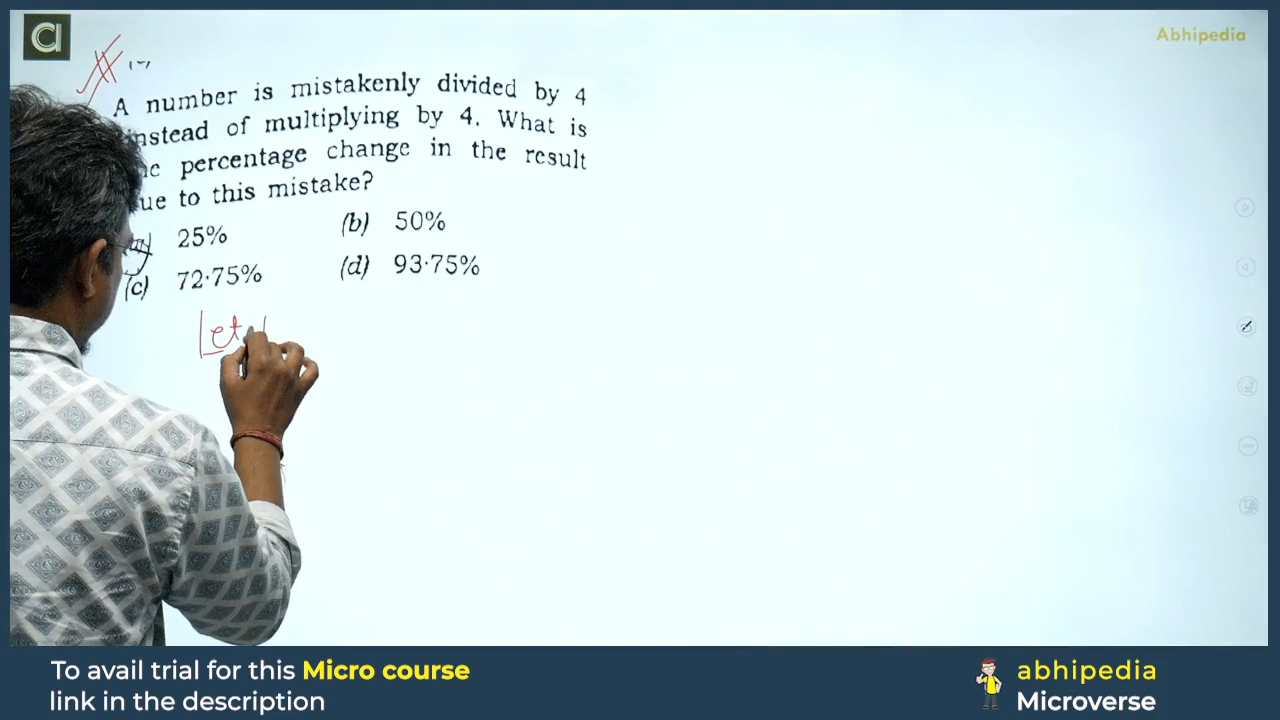 Abhipedia
A number is mistakenly divided by 4
instead of multiplying by 4. What is
percentage change in the result
to this mistake?
25% (b) 50%
(c) 72·75% (d) 93·75%
Let
To avail trial for this Micro course
link in the description
abhipedia
Microverse